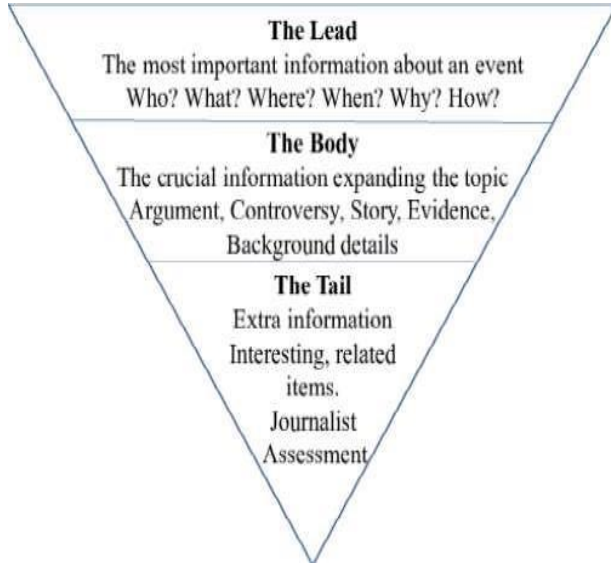 The Lead
The most important information about an event
Who? What? Where? When? Why? How?
The Body
The crucial information expanding the topic
Argument, Controversy, Story, Evidence,
Background details
The Tail
Extra information
Interesting, related
items.
Journalist
Assessment